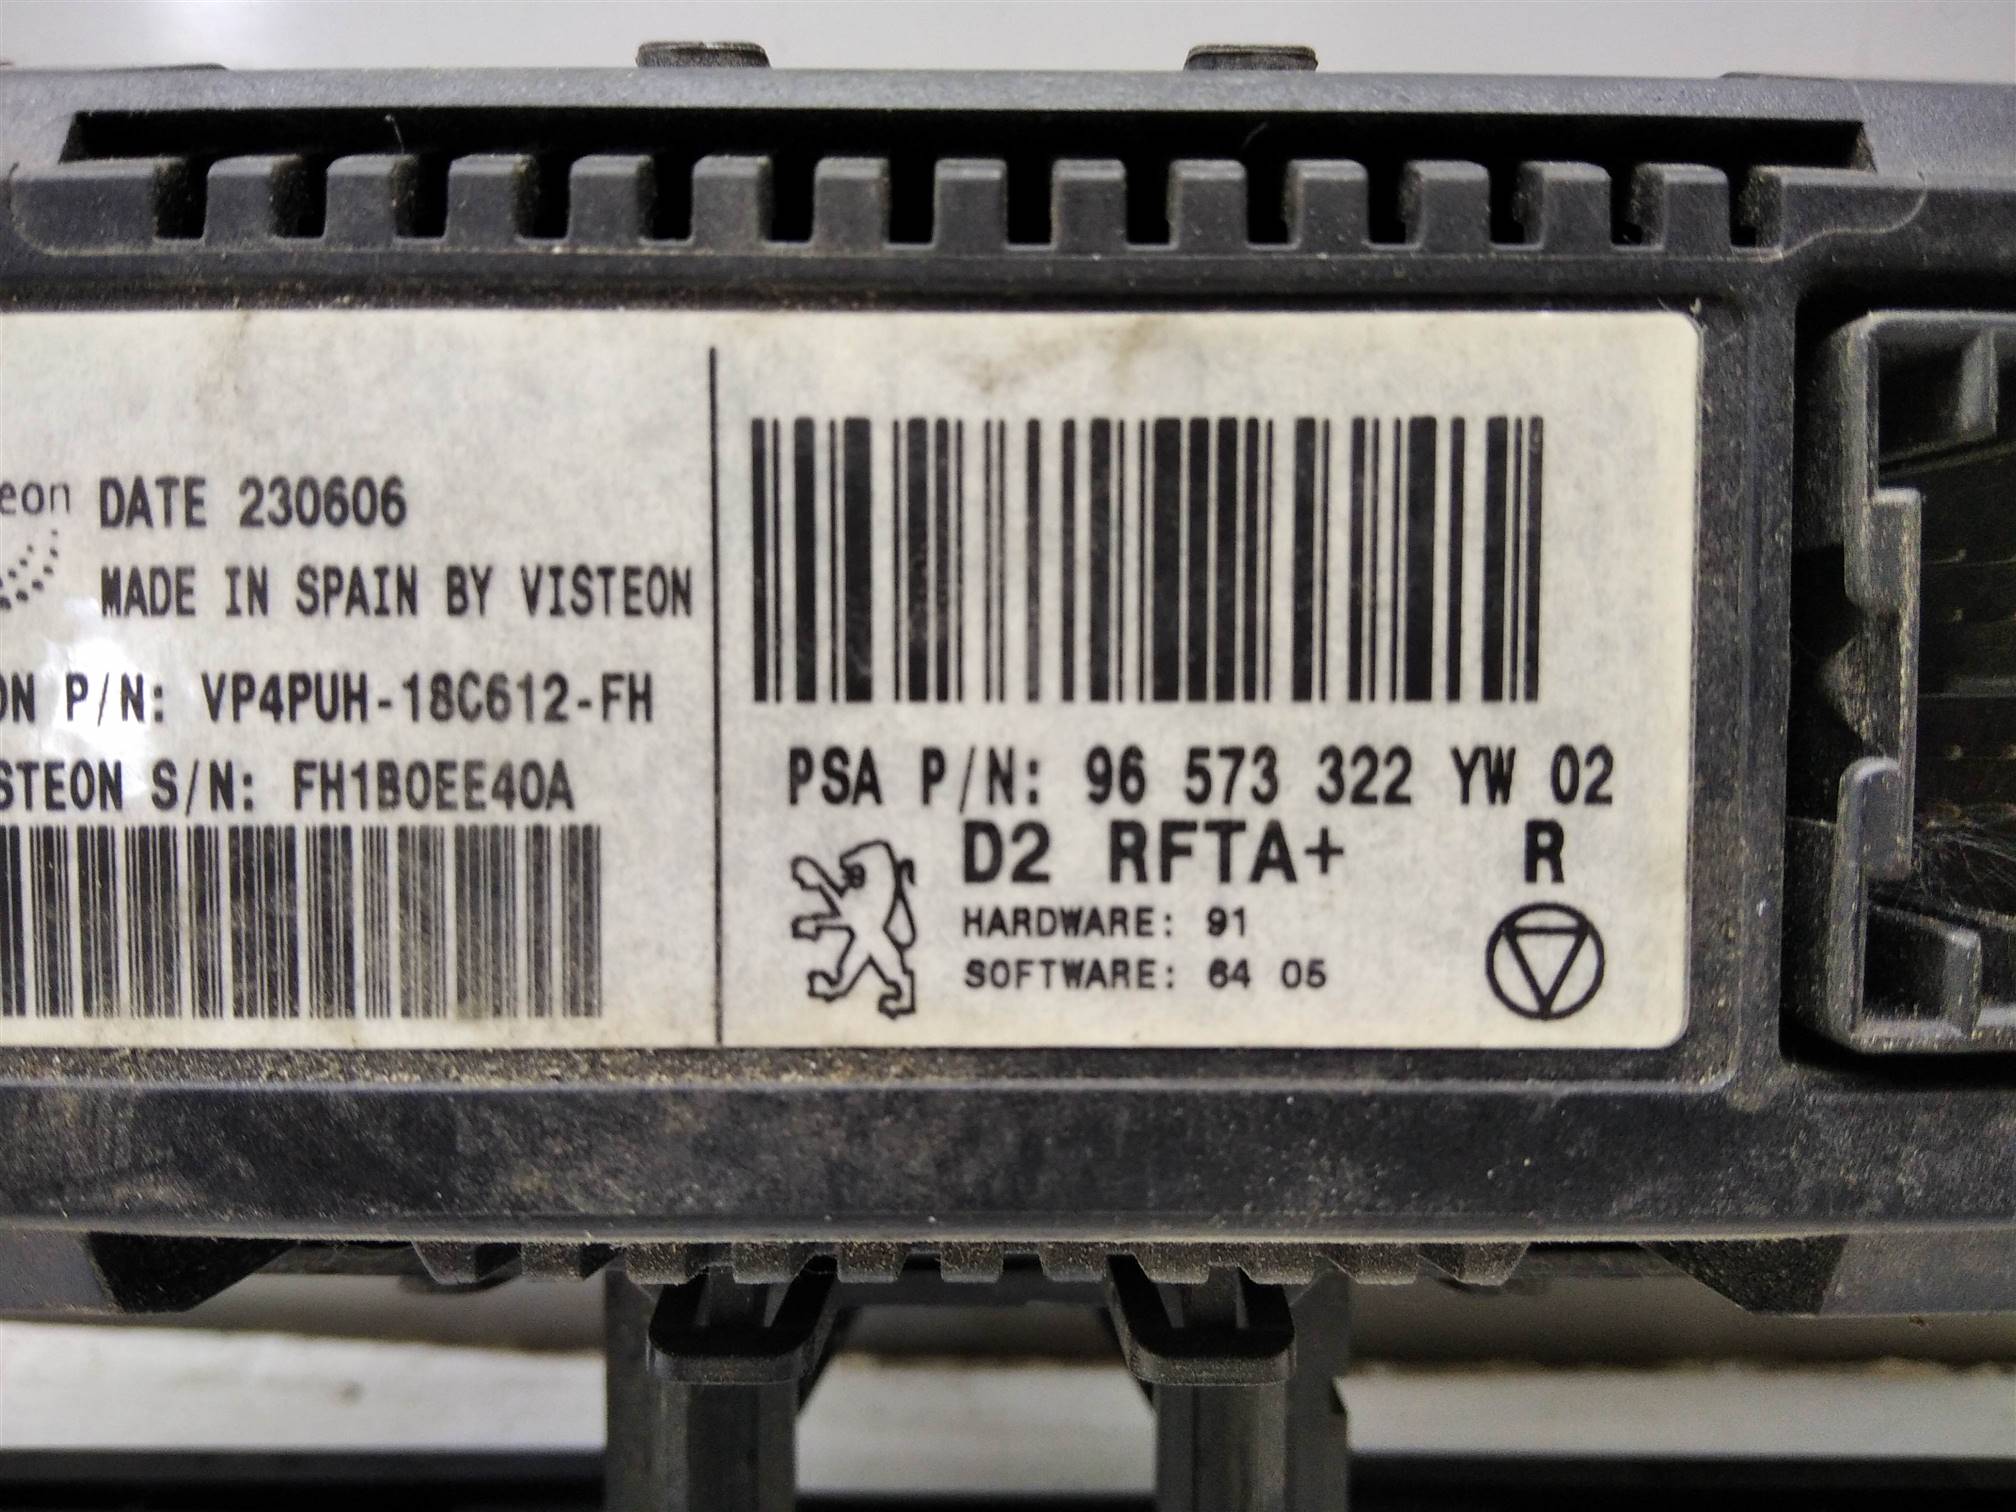 eon DATE 230606
MADE IN SPAIN BY VISTEON
ON P/N: VP4PUH-18C612-FH
STEON S/N: FH1B0EE40A
PSA P/N: 96 573 322 YW 02
D2 RFTA+ R
HARDWARE: 91
SOFTWARE: 64 05